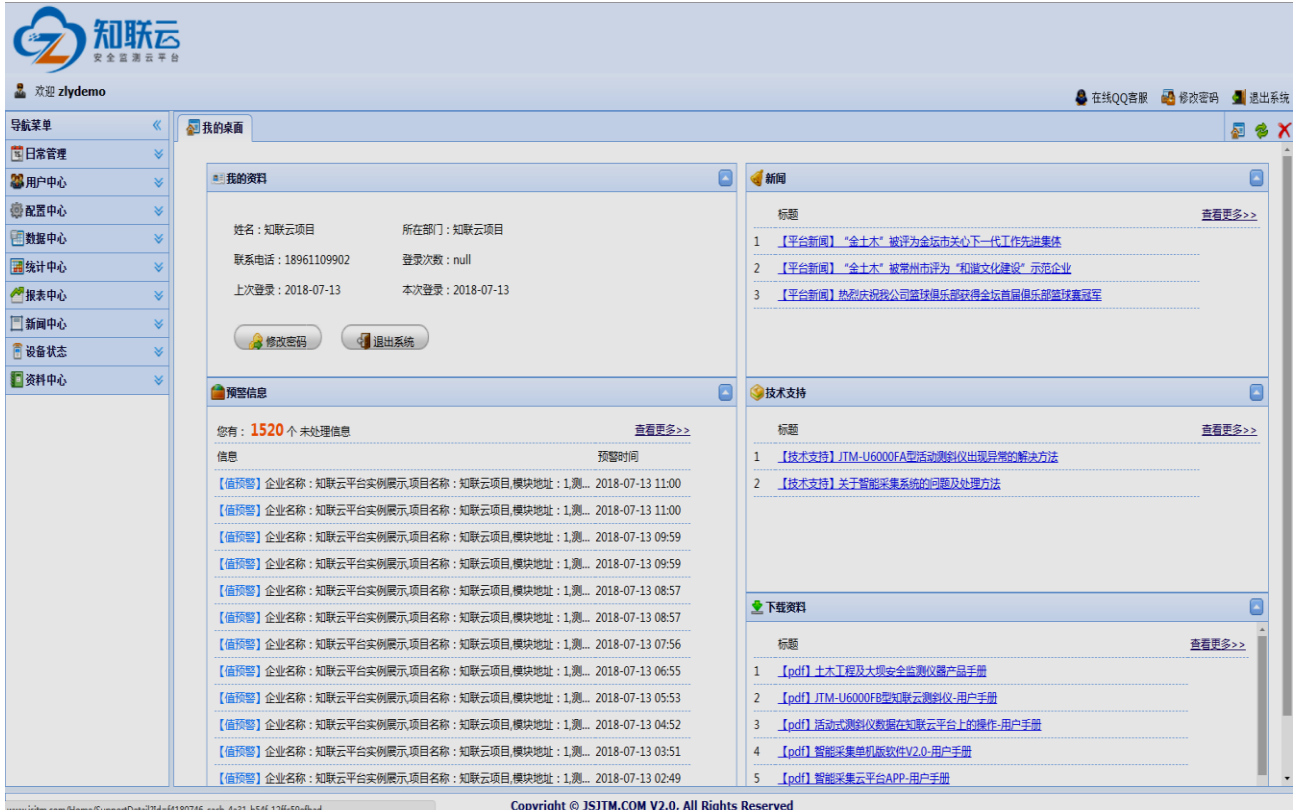 知联云
安全监测云平台
欢迎 zlydemo
在线QQ客服 修改密码 退出系统
导航菜单
我的桌面
日常管理
用户中心
配置中心
数据中心
统计中心
报表中心
新闻中心
设备状态
资料中心
我的资料
姓名：知联云项目 所在部门：知联云项目
联系电话：18961109902 登录次数：null
上次登录：2018-07-13 本次登录：2018-07-13
修改密码 退出系统
预警信息
您有： 1520 个 未处理信息 查看更多>>
信息 预警时间
【值预警】企业名称：知联云平台实例展示,项目名称：知联云项目,模块地址：1,测... 2018-07-13 11:00
【值预警】企业名称：知联云平台实例展示,项目名称：知联云项目,模块地址：1,测... 2018-07-13 11:00
【值预警】企业名称：知联云平台实例展示,项目名称：知联云项目,模块地址：1,测... 2018-07-13 09:59
【值预警】企业名称：知联云平台实例展示,项目名称：知联云项目,模块地址：1,测... 2018-07-13 09:59
【值预警】企业名称：知联云平台实例展示,项目名称：知联云项目,模块地址：1,测... 2018-07-13 08:57
【值预警】企业名称：知联云平台实例展示,项目名称：知联云项目,模块地址：1,测... 2018-07-13 08:57
【值预警】企业名称：知联云平台实例展示,项目名称：知联云项目,模块地址：1,测... 2018-07-13 07:56
【值预警】企业名称：知联云平台实例展示,项目名称：知联云项目,模块地址：1,测... 2018-07-13 06:55
【值预警】企业名称：知联云平台实例展示,项目名称：知联云项目,模块地址：1,测... 2018-07-13 05:53
【值预警】企业名称：知联云平台实例展示,项目名称：知联云项目,模块地址：1,测... 2018-07-13 04:52
【值预警】企业名称：知联云平台实例展示,项目名称：知联云项目,模块地址：1,测... 2018-07-13 03:51
【值预警】企业名称：知联云平台实例展示,项目名称：知联云项目,模块地址：1,测... 2018-07-13 02:49
新闻
标题 查看更多>>
1 【平台新闻】“金土木”被评为金坛市关心下一代工作先进集体
2 【平台新闻】“金土木”被常州市评为“和谐文化建设”示范企业
3 【平台新闻】热烈庆祝我公司篮球俱乐部获得金坛首届俱乐部篮球赛冠军
技术支持
标题 查看更多>>
1 【技术支持】JTM-U6000FA型活动测斜仪出现异常的解决方法
2 【技术支持】关于智能采集系统的问题及处理方法
下载资料
标题 查看更多>>
1 【pdf】土木工程及大坝安全监测仪器产品手册
2 【pdf】JTM-U6000FB型知联云测斜仪-用户手册
3 【pdf】活动式测斜仪数据在知联云平台上的操作-用户手册
4 【pdf】智能采集单机版软件V2.0-用户手册
5 【pdf】智能采集云平台APP-用户手册
Copyright © JSJTM.COM V2.0. All Rights Reserved